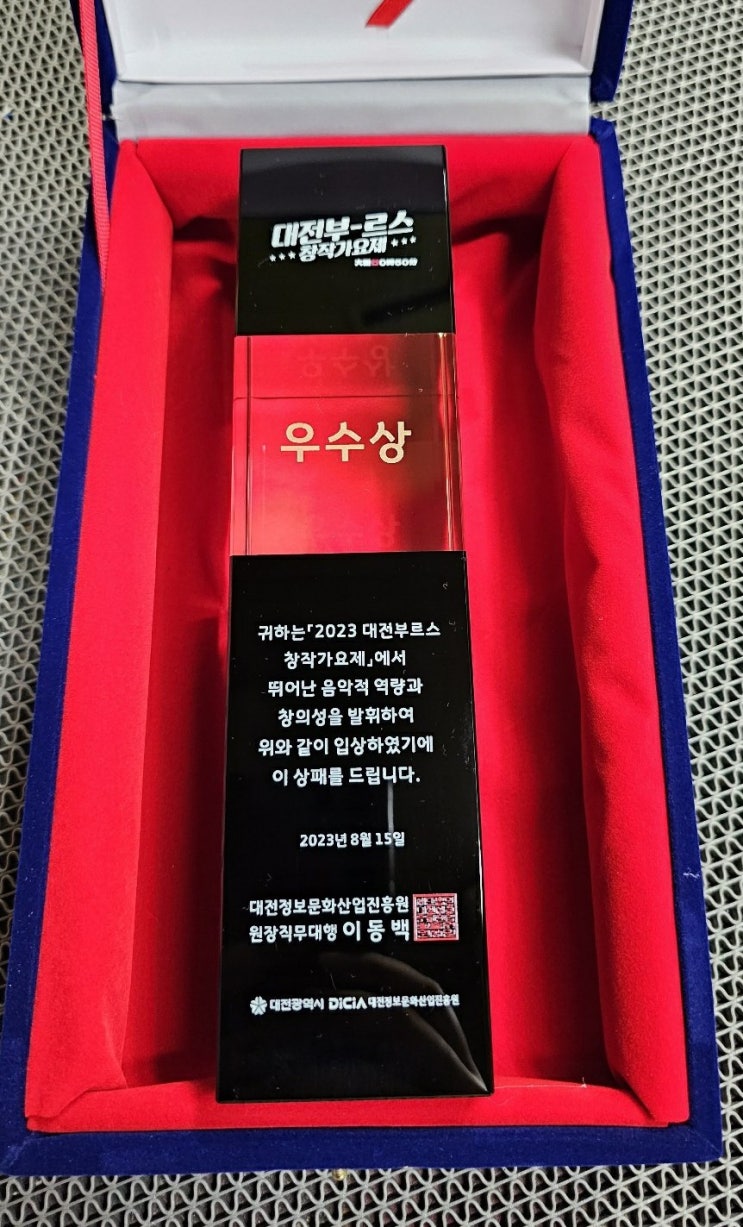 대전부-르스
창작가요제
우수상
귀하는「2023 대전부르스
창작가요제」에서
뛰어난 음악적 역량과
창의성을 발휘하여
위와 같이 입상하였기에
이 상패를 드립니다.
2023년 8월 15일
대전정보문화산업진흥원
원장직무대행 이동백
대전광역시 DiCiA 대전정보문화산업진흥원